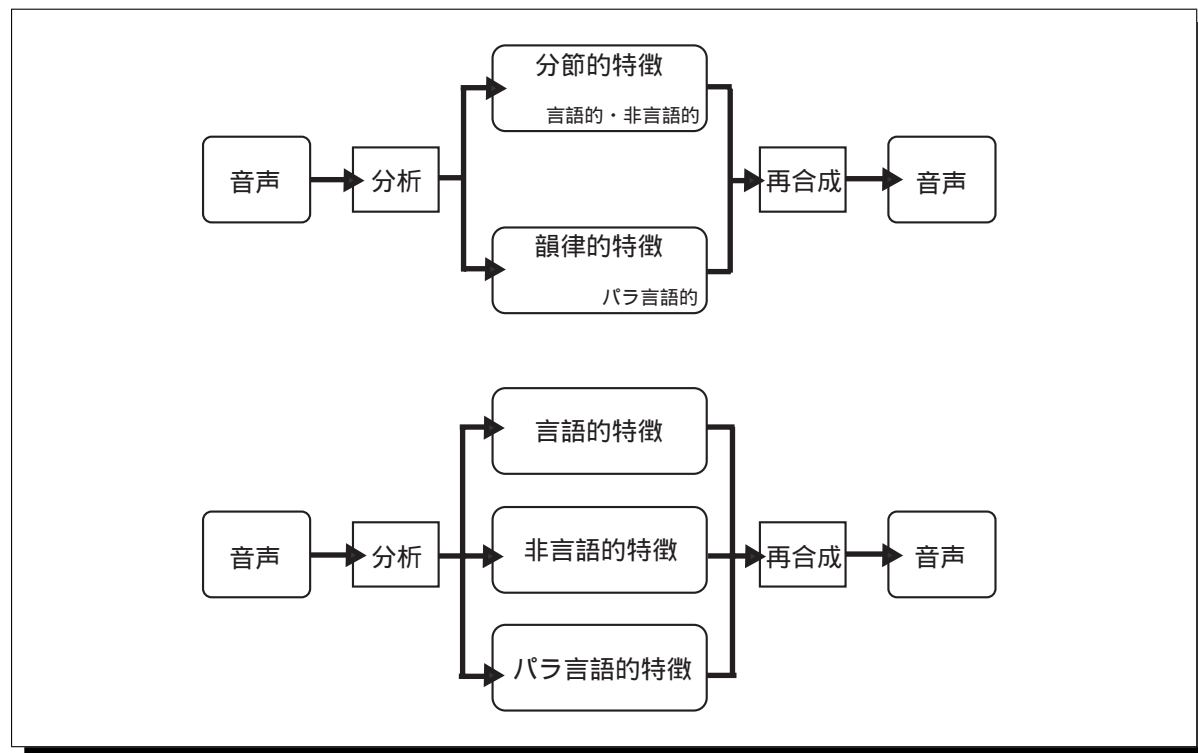 分節的特徴
言語的・非言語的
音声
分析
再合成
音声
韻律的特徴
パラ言語的
言語的特徴
音声
分析
非言語的特徴
再合成
音声
パラ言語的特徴